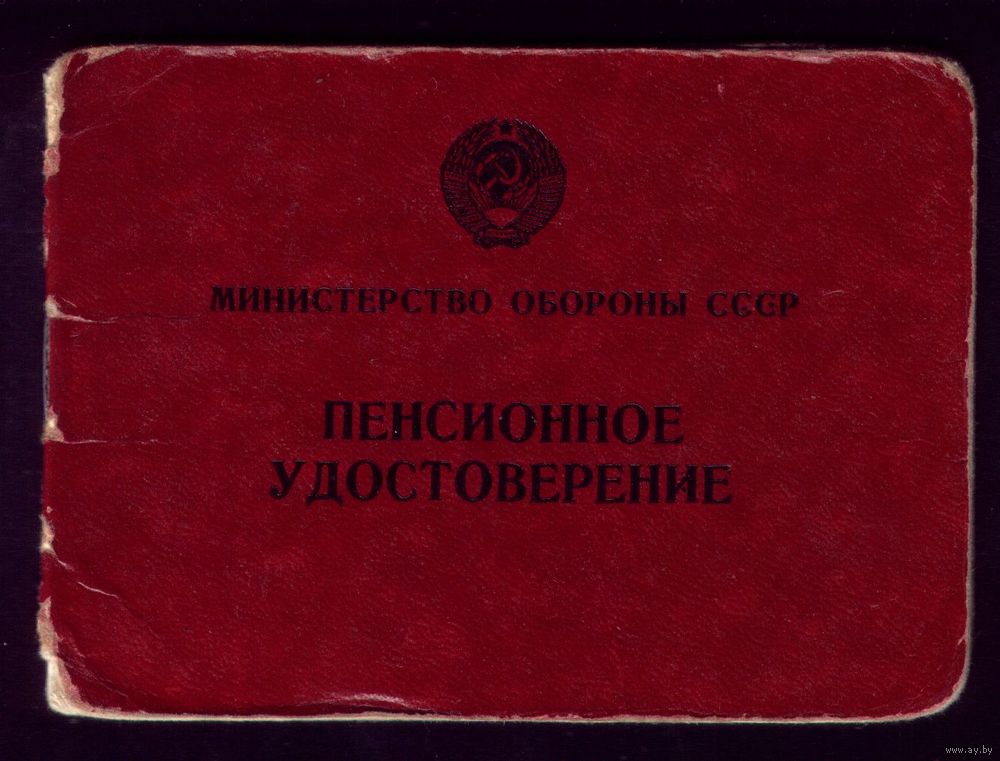 МИНИСТЕРСТВО ОБОРОНЫ СССР
ПЕНСИОННОЕ
УДОСТОВЕРЕНИЕ
www.ay.by